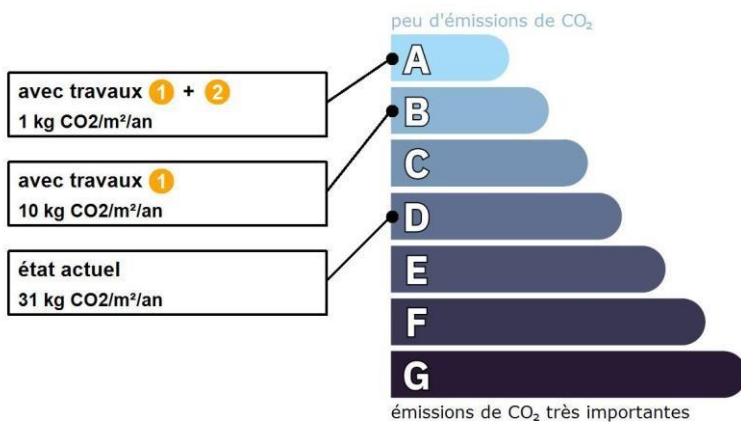 peu d'émissions de CO₂
A
avec travaux 1 + 2
1 kg CO2/m²/an
B
C
avec travaux 1
10 kg CO2/m²/an
D
état actuel
31 kg CO2/m²/an
E
F
G
émissions de CO₂ très importantes